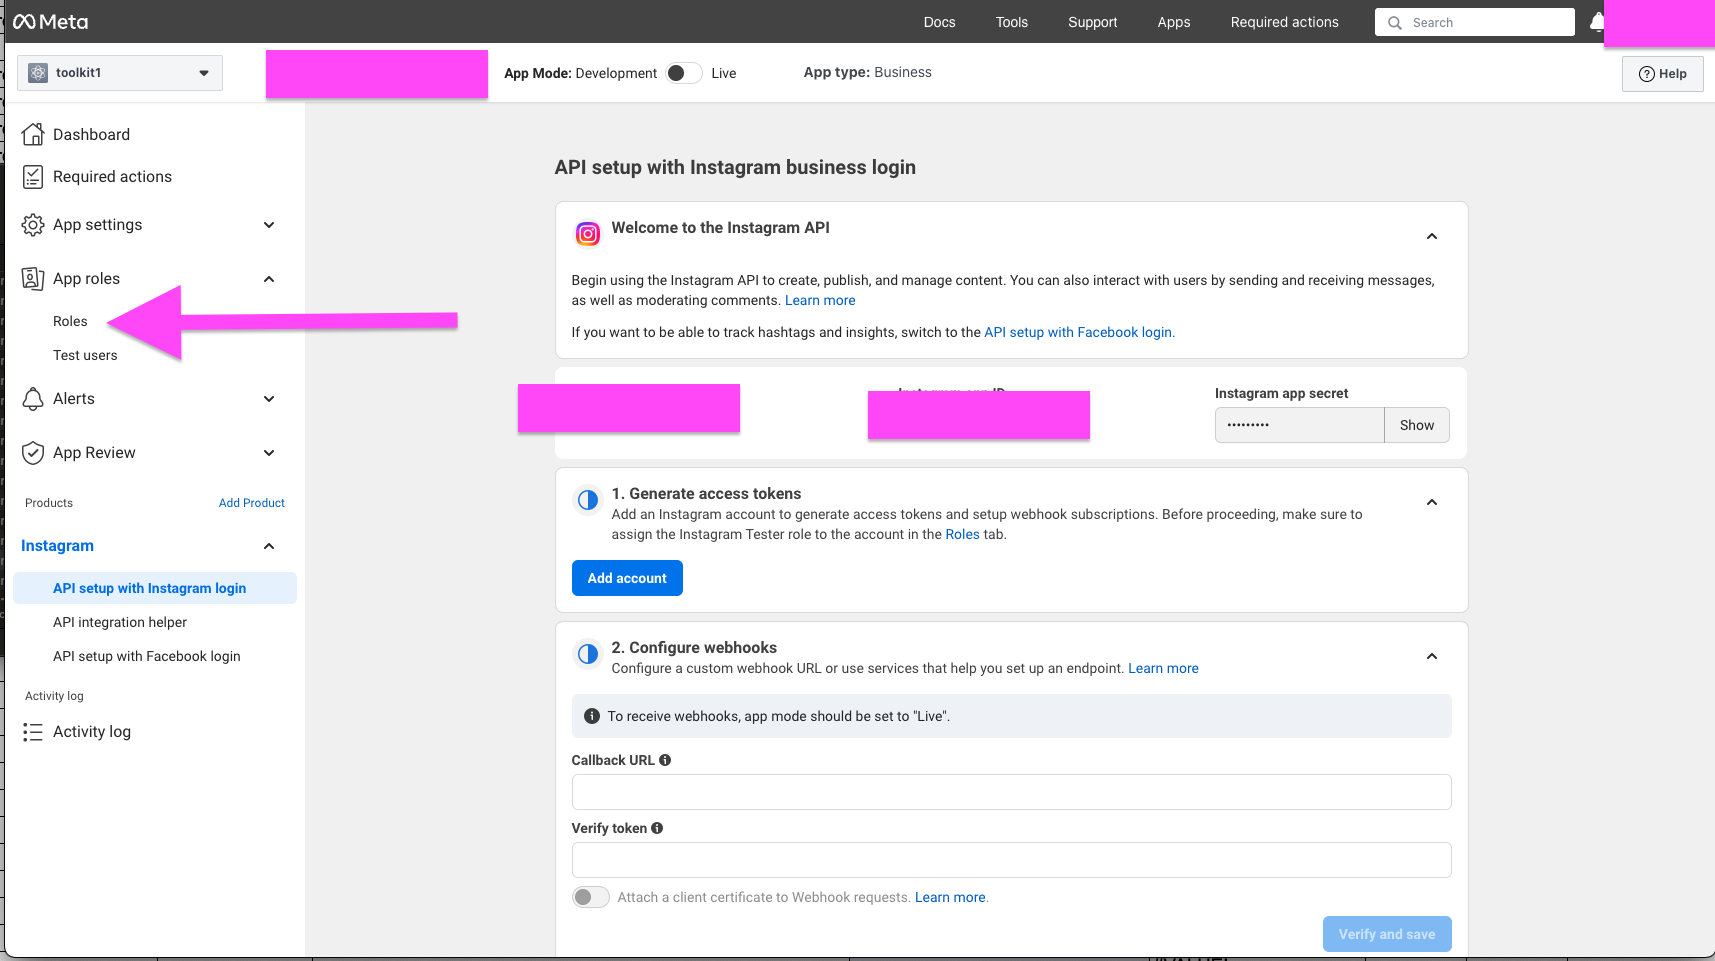 Meta
Docs
Tools
Support
Apps
Required actions
Search
toolkit1
App Mode: Development
Live
App type: Business
Help
Dashboard
Required actions
App settings
App roles
Roles
Test users
Alerts
App Review
Products
Add Product
Instagram
API setup with Instagram login
API integration helper
API setup with Facebook login
Activity log
Activity log
API setup with Instagram business login
Welcome to the Instagram API
Begin using the Instagram API to create, publish, and manage content. You can also interact with users by sending and receiving messages,
as well as moderating comments. Learn more
If you want to be able to track hashtags and insights, switch to the API setup with Facebook login.
Instagram app secret
•••••••••
Show
1. Generate access tokens
Add an Instagram account to generate access tokens and setup webhook subscriptions. Before proceeding, make sure to
assign the Instagram Tester role to the account in the Roles tab.
Add account
2. Configure webhooks
Configure a custom webhook URL or use services that help you set up an endpoint. Learn more
To receive webhooks, app mode should be set to "Live".
Callback URL
Verify token
Attach a client certificate to Webhook requests. Learn more.
Verify and save